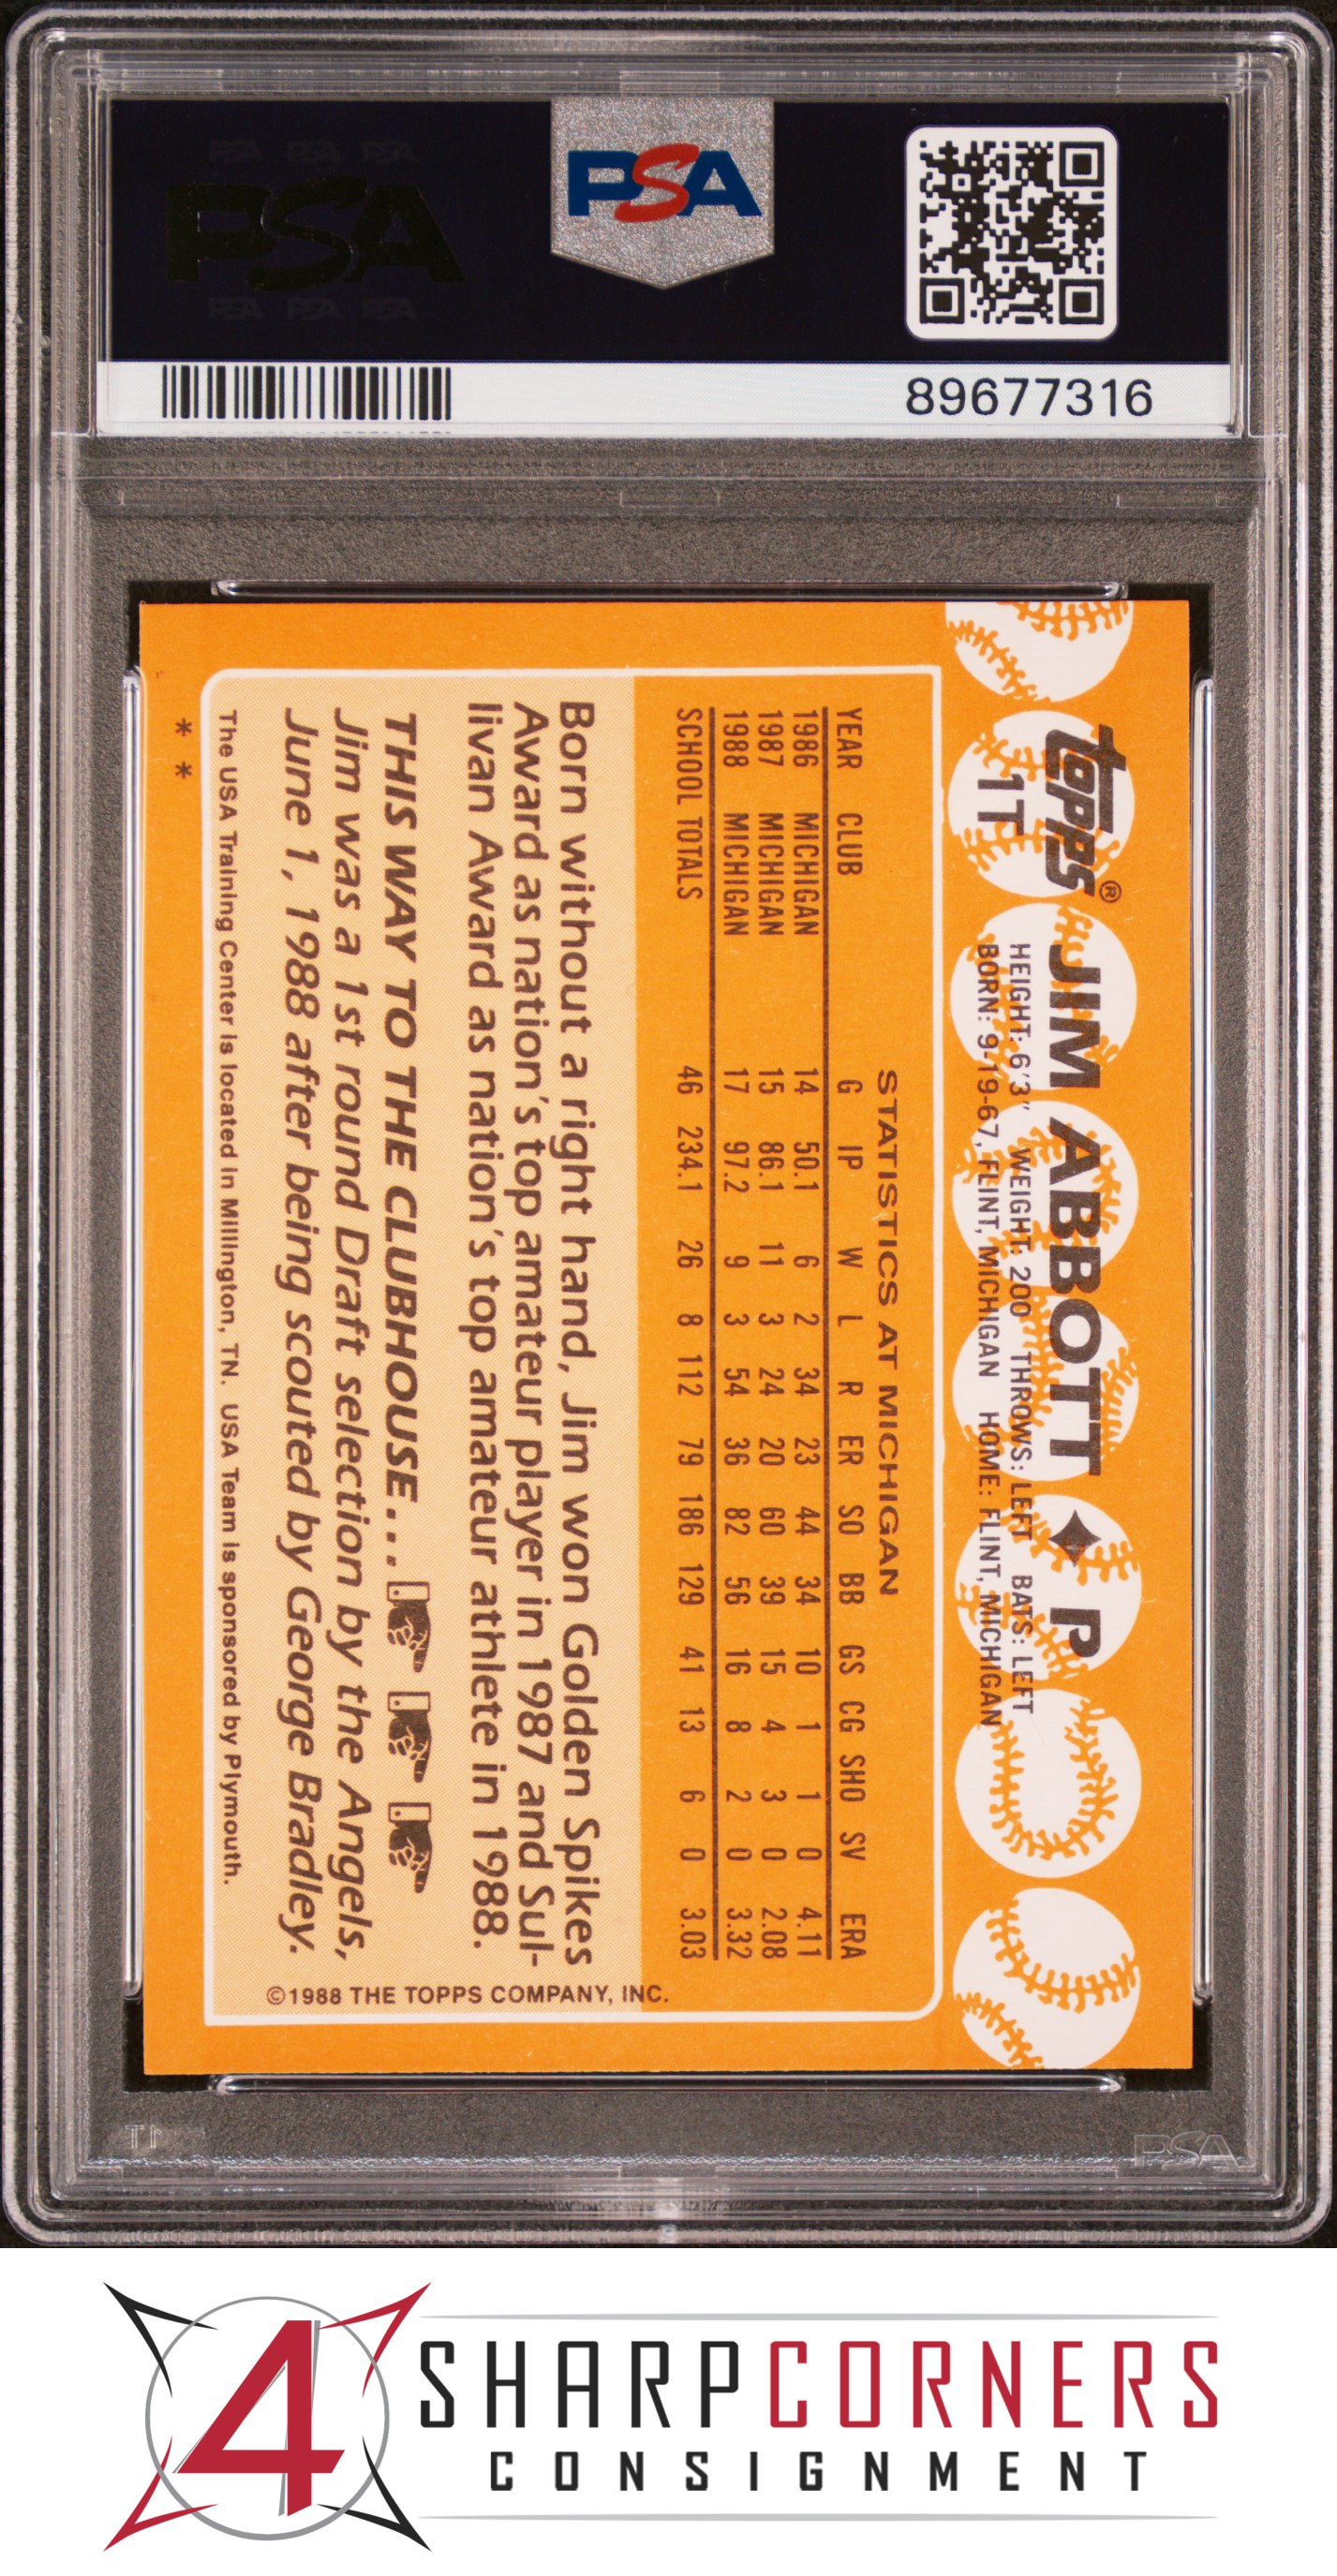 PSA PSA PSA
PSA
PSA PSA PSA
PSA
89677316
topps®
1T
JIM ABBOTT ✦ P
HEIGHT: 6'3" WEIGHT: 200 THROWS: LEFT BATS: LEFT
BORN: 9-19-67, FLINT, MICHIGAN HOME: FLINT, MICHIGAN
STATISTICS AT MICHIGAN
YEAR CLUB G IP W L R ER SO BB GS CG SHO SV ERA
1986 MICHIGAN 14 50.1 6 2 34 23 44 34 10 1 1 0 4.11
1987 MICHIGAN 15 86.1 11 3 24 20 60 39 15 4 3 0 2.08
1988 MICHIGAN 17 97.2 9 3 54 36 82 56 16 8 2 0 3.32
SCHOOL TOTALS 46 234.1 26 8 112 79 186 129 41 13 6 0 3.03
Born without a right hand, Jim won Golden Spikes
Award as nation's top amateur player in 1987 and Sul-
livan Award as nation's top amateur athlete in 1988.
THIS WAY TO THE CLUBHOUSE...
Jim was a 1st round Draft selection by the Angels,
June 1, 1988 after being scouted by George Bradley.
The USA Training Center is located in Millington, TN. USA Team is sponsored by Plymouth.
©1988 THE TOPPS COMPANY, INC.
* *
PSA
4
SHARPCORNERS
CONSIGNMENT